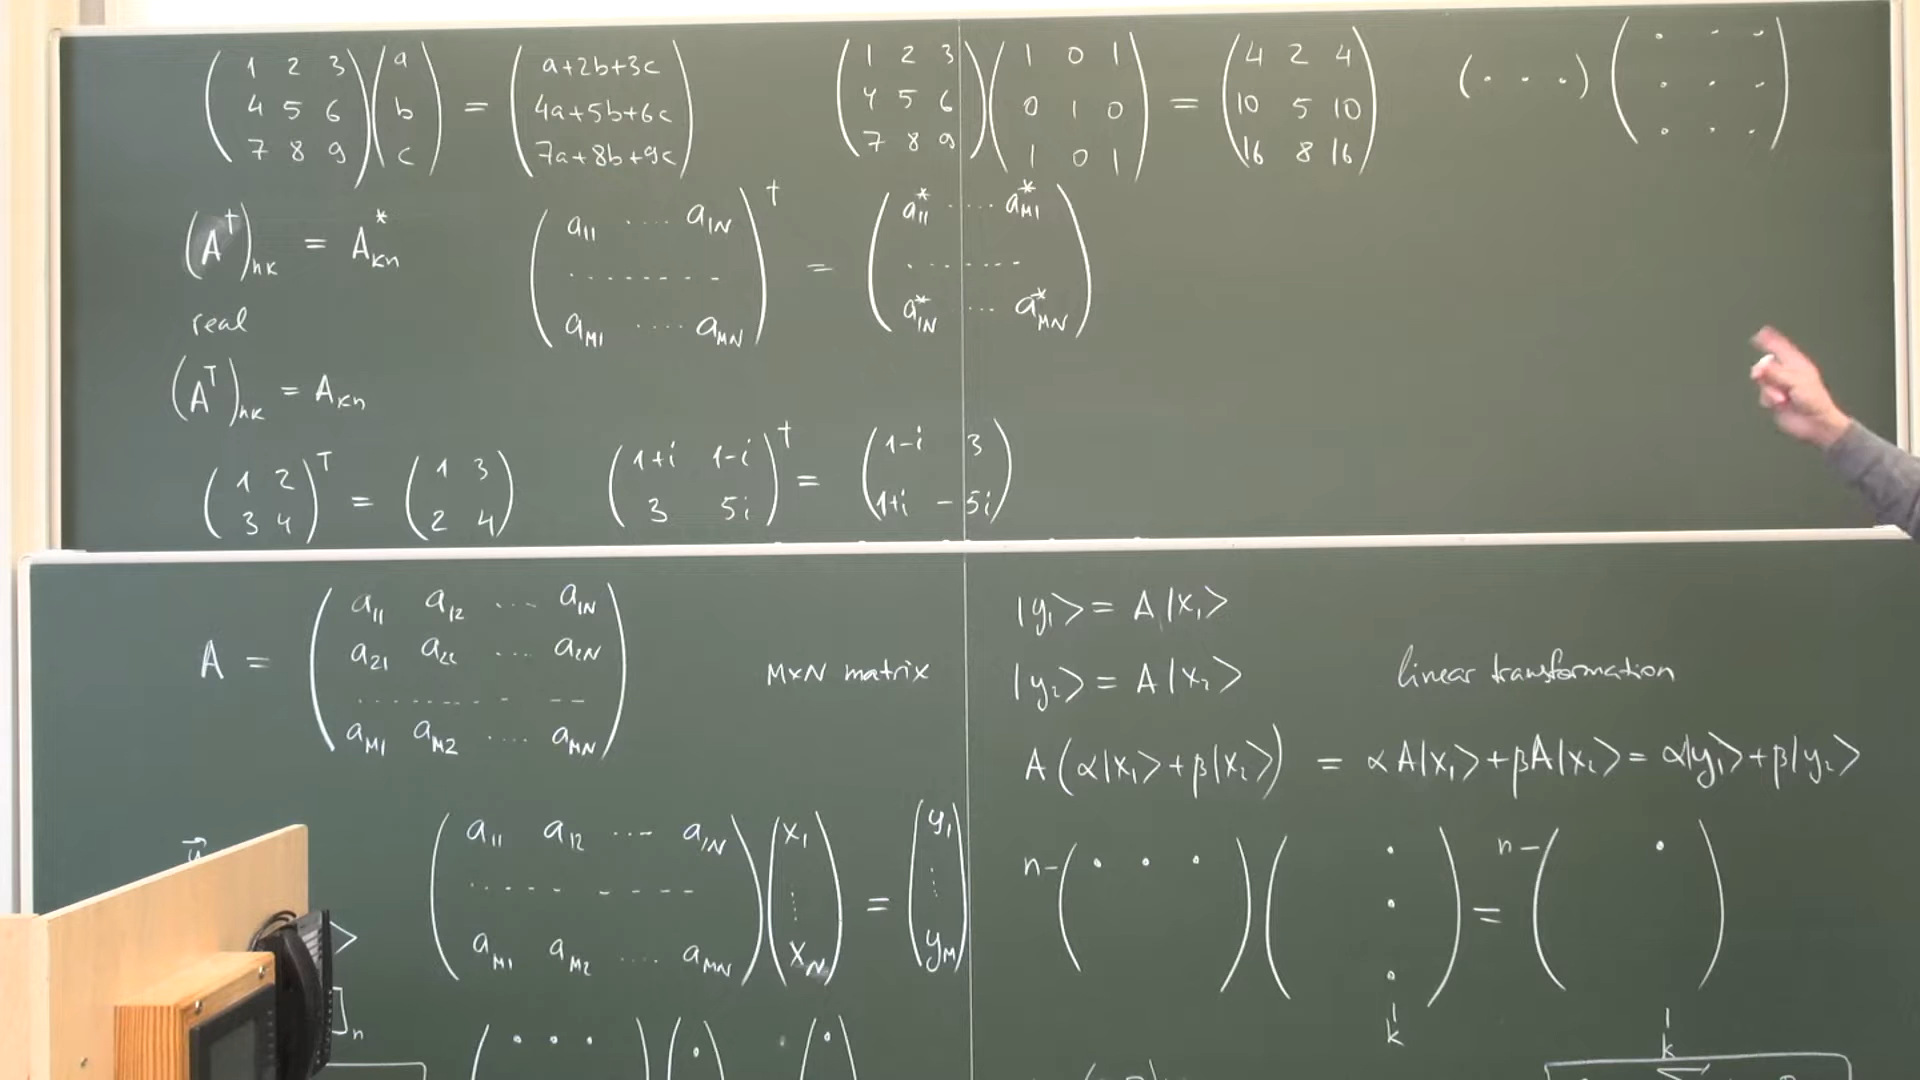 (1 2 3; 4 5 6; 7 8 9)(a; b; c) = (a+2b+3c; 4a+5b+6c; 7a+8b+9c)
(1 2 3; 4 5 6; 7 8 9)(1 0 1; 0 1 0; 1 0 1) = (4 2 4; 10 5 10; 16 8 16)
(· · ·)(· · ·; · · ·; · · ·)
(A†)ₙₖ = A*ₖₙ
(a₁₁ .... a₁N; ........; aM₁ .... aMN)† = (a*₁₁ ..... a*M₁; .......; a*₁N ... a*MN)
real
(Aᵀ)ₙₖ = Aₖₙ
(1 2; 3 4)ᵀ = (1 3; 2 4)
(1+i 1-i; 3 5i)† = (1-i 3; 1+i -5i)
A = (a₁₁ a₁₂ ... a₁N; a₂₁ a₂₂ ... a₂N; ........; aM₁ aM₂ .... aMN)
M×N matrix
(a₁₁ a₁₂ ... a₁N; ........; aM₁ aM₂ .... aMN)(x₁; ⋮; xN) = (y₁; ⋮; yM)
⟩
]ₙ
(· · · )(· (·
|y₁⟩ = A|x₁⟩
|y₂⟩ = A|x₂⟩
linear transformation
A(α|x₁⟩+β|x₂⟩) = αA|x₁⟩+βA|x₂⟩ = α|y₁⟩+β|y₂⟩
n–(· · ·)(·; ·; ·) = n–( · )
k k